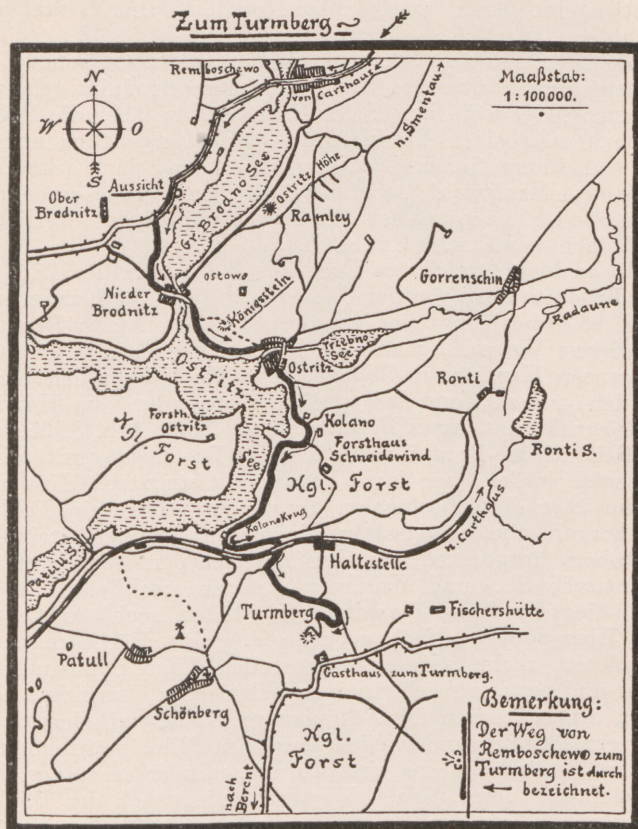 Zum Turmberg
Remboschewo
von Carthaus
n. Smentau
Maaßstab:
1:100000.
N
W
O
S
Aussicht
Ober
Brodnitz
Gr. Brodno See
Ostritz Höhe
Ramley
Gorrenschin
Radaune
Ostowo
Nieder
Brodnitz
Königsstein
Trzebno
See
Ostritz
Ostritz
See
Ronti
Ronti S.
Forsth.
Ostritz
Kgl. Forst
Kolano
Forsthaus
Schneidewind
Kgl. Forst
Kolano Krug
n. Carthaus
Haltestelle
Patull S.
Turmberg
Fischershütte
Patull
Gasthaus zum Turmberg.
Schönberg
Kgl.
Forst
nach
Berent
Bemerkung:
Der Weg von
Remboschewo zum
Turmberg ist durch
bezeichnet.